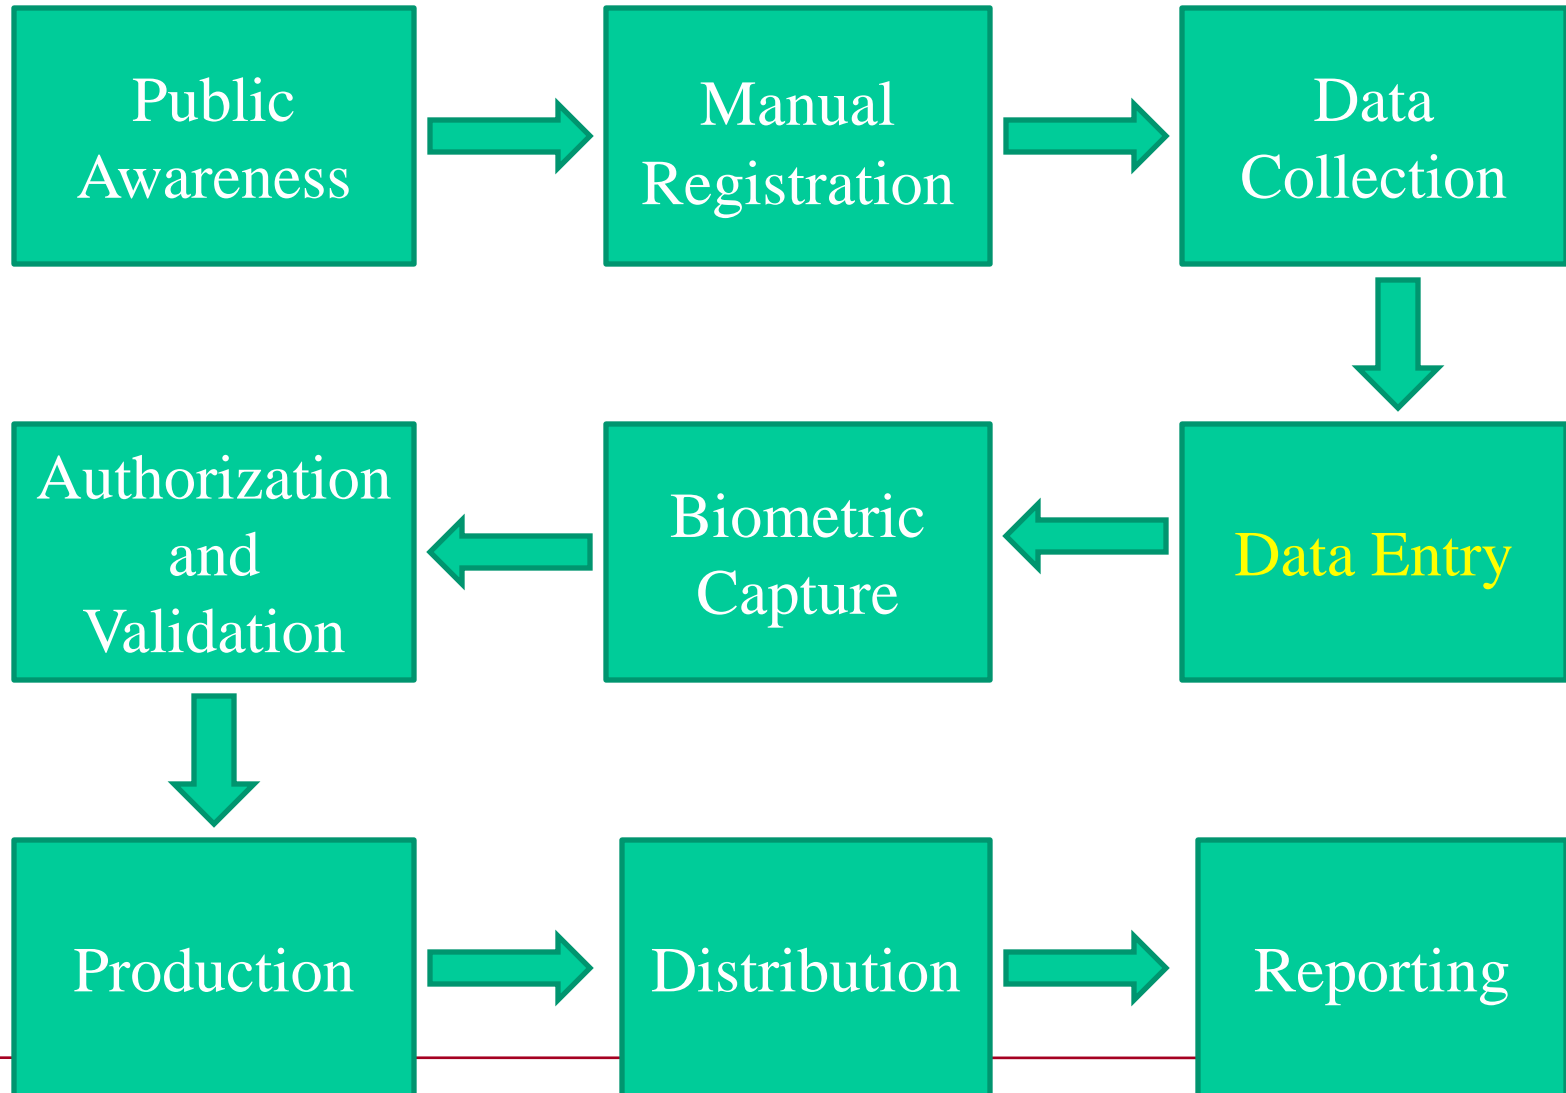 Public
Awareness
Manual
Registration
Data
Collection
Authorization
and
Validation
Biometric
Capture
Data Entry
Production
Distribution
Reporting